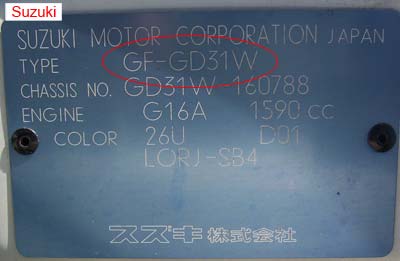 Suzuki
SUZUKI MOTOR CORPORATION JAPAN
TYPE GF-GD31W
CHASSIS NO. GD31W-160788
ENGINE G16A 1590 CC
COLOR 26U D01
LORJ-SB4
スズキ株式会社